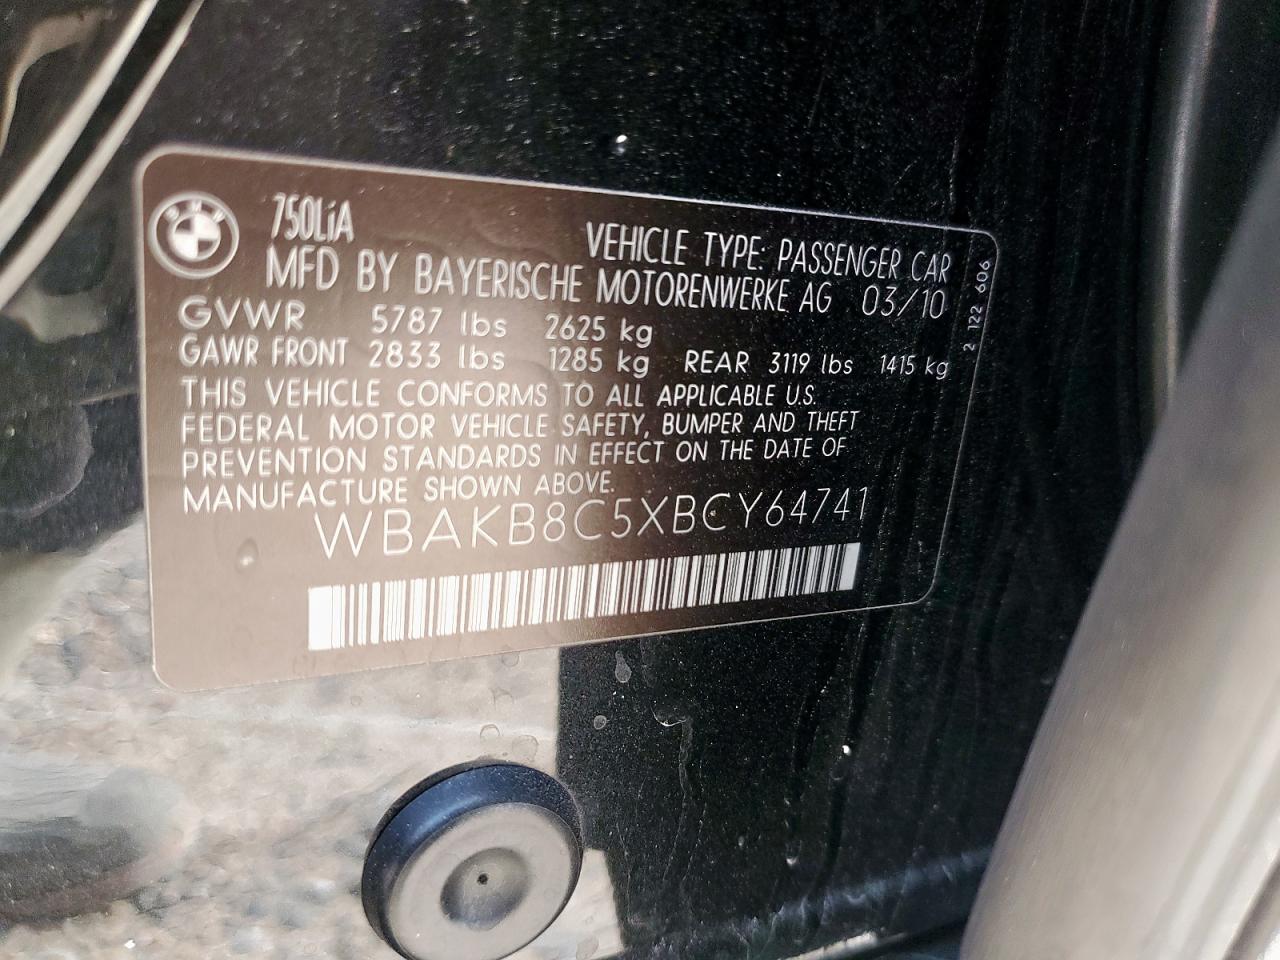 BMW
750LiA
VEHICLE TYPE: PASSENGER CAR
MFD BY BAYERISCHE MOTORENWERKE AG 03/10
GVWR 5787 lbs 2625 kg
GAWR FRONT 2833 lbs 1285 kg REAR 3119 lbs 1415 kg
THIS VEHICLE CONFORMS TO ALL APPLICABLE U.S.
FEDERAL MOTOR VEHICLE SAFETY, BUMPER AND THEFT
PREVENTION STANDARDS IN EFFECT ON THE DATE OF
MANUFACTURE SHOWN ABOVE.
WBAKB8C5XBCY64741
2 122 606